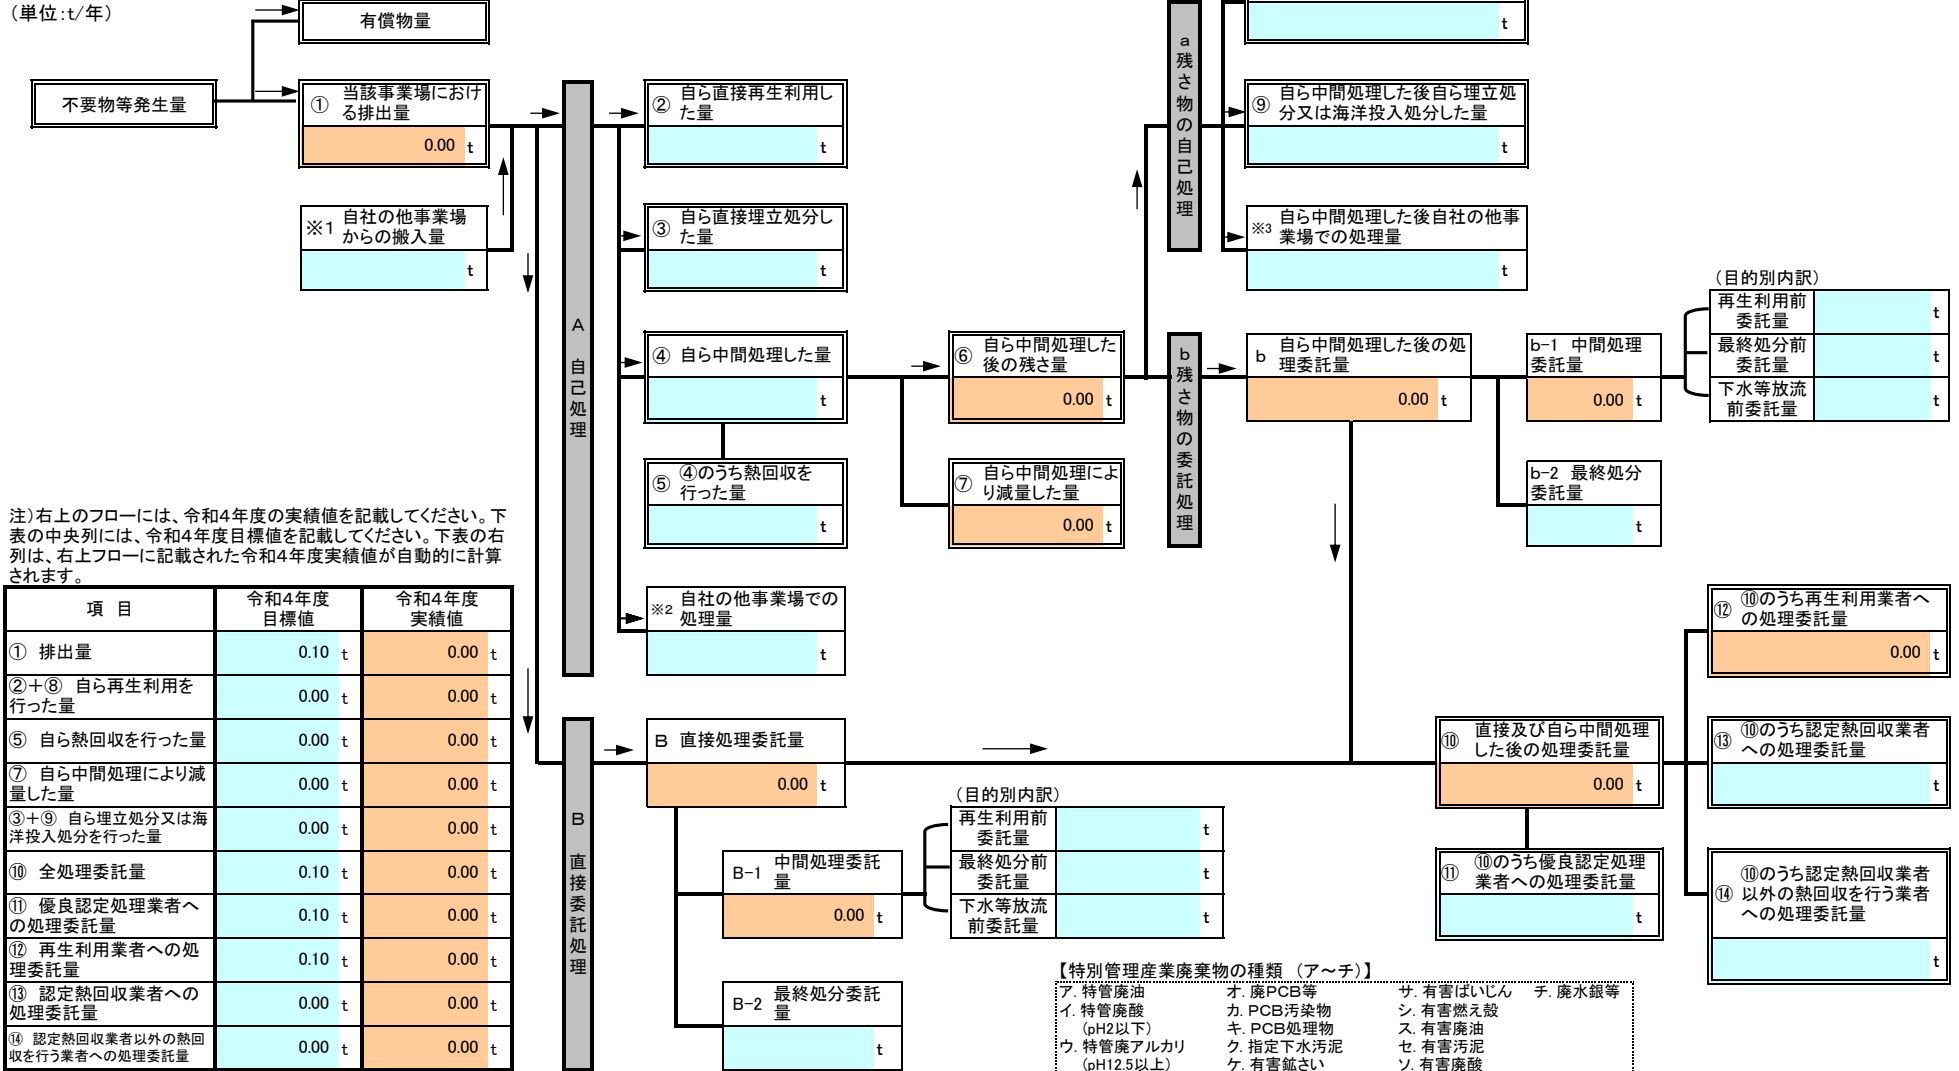 (単位:t/年)
有償物量
不要物等発生量
①
当該事業場におけ
る排出量
0.00 t
※1
自社の他事業場
からの搬入量
t
A 自己処理
②
自ら直接再生利用し
た量
t
③
自ら直接埋立処分し
た量
t
④ 自ら中間処理した量
t
⑤
④のうち熱回収を
行った量
t
※2
自社の他事業場での
処理量
t
⑥
自ら中間処理した
後の残さ量
0.00 t
⑦
自ら中間処理によ
り減量した量
0.00 t
a 残さ物の自己処理
t
⑨
自ら中間処理した後自ら埋立処
分又は海洋投入処分した量
t
※3
自ら中間処理した後自社の他事
業場での処理量
t
b 残さ物の委託処理
b
自ら中間処理した後の処
理委託量
0.00 t
b-1 中間処理
委託量
0.00 t
b-2 最終処分
委託量
t
(目的別内訳)
再生利用前
委託量
t
最終処分前
委託量
t
下水等放流
前委託量
t
注)右上のフローには、令和4年度の実績値を記載してください。下
表の中央列には、令和4年度目標値を記載してください。下表の右
列は、右上フローに記載された令和4年度実績値が自動的に計算
されます。
項 目
令和4年度
目標値
令和4年度
実績値
① 排出量
0.10 t 0.00 t
②+⑧ 自ら再生利用を
行った量
0.00 t 0.00 t
⑤ 自ら熱回収を行った量
0.00 t 0.00 t
⑦ 自ら中間処理により減
量した量
0.00 t 0.00 t
③+⑨ 自ら埋立処分又は海
洋投入処分を行った量
0.00 t 0.00 t
⑩ 全処理委託量
0.10 t 0.00 t
⑪ 優良認定処理業者へ
の処理委託量
0.10 t 0.00 t
⑫ 再生利用業者への処
理委託量
0.10 t 0.00 t
⑬ 認定熱回収業者への
処理委託量
0.00 t 0.00 t
⑭ 認定熱回収業者以外の熱回
収を行う業者への処理委託量
0.00 t 0.00 t
B 直接委託処理
B 直接処理委託量
0.00 t
B-1
中間処理委託
量
0.00 t
B-2
最終処分委託
量
t
(目的別内訳)
再生利用前
委託量
t
最終処分前
委託量
t
下水等放流
前委託量
t
⑩
直接及び自ら中間処理
した後の処理委託量
0.00 t
⑪
⑩のうち優良認定処理
業者への処理委託量
t
⑫
⑩のうち再生利用業者へ
の処理委託量
0.00 t
⑬
⑩のうち認定熱回収業者
への処理委託量
t
⑭
⑩のうち認定熱回収業者
以外の熱回収を行う業者
への処理委託量
t
【特別管理産業廃棄物の種類 (ア~チ)】
ア. 特管廃油 オ. 廃PCB等 サ. 有害ばいじん チ. 廃水銀等
イ. 特管廃酸 カ. PCB汚染物 シ. 有害燃え殻
(pH2以下) キ. PCB処理物 ス. 有害廃油
ウ. 特管廃アルカリ ク. 指定下水汚泥 セ. 有害汚泥
(pH12.5以上) ケ. 有害鉱さい ソ. 有害廃酸